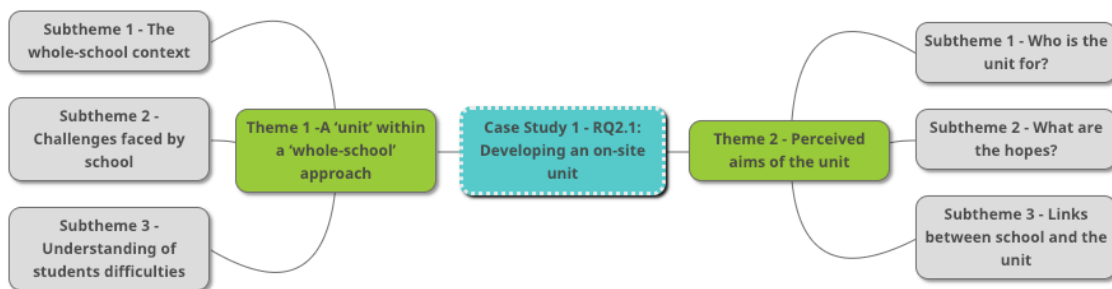 Subtheme 1 - The
whole-school context
Subtheme 2 -
Challenges faced by
school
Subtheme 3 -
Understanding of
students difficulties
Theme 1 -A ‘unit’ within
a ‘whole-school’
approach
Case Study 1 - RQ2.1:
Developing an on-site
unit
Theme 2 - Perceived
aims of the unit
Subtheme 1 - Who is the
unit for?
Subtheme 2 - What are
the hopes?
Subtheme 3 - Links
between school and the
unit